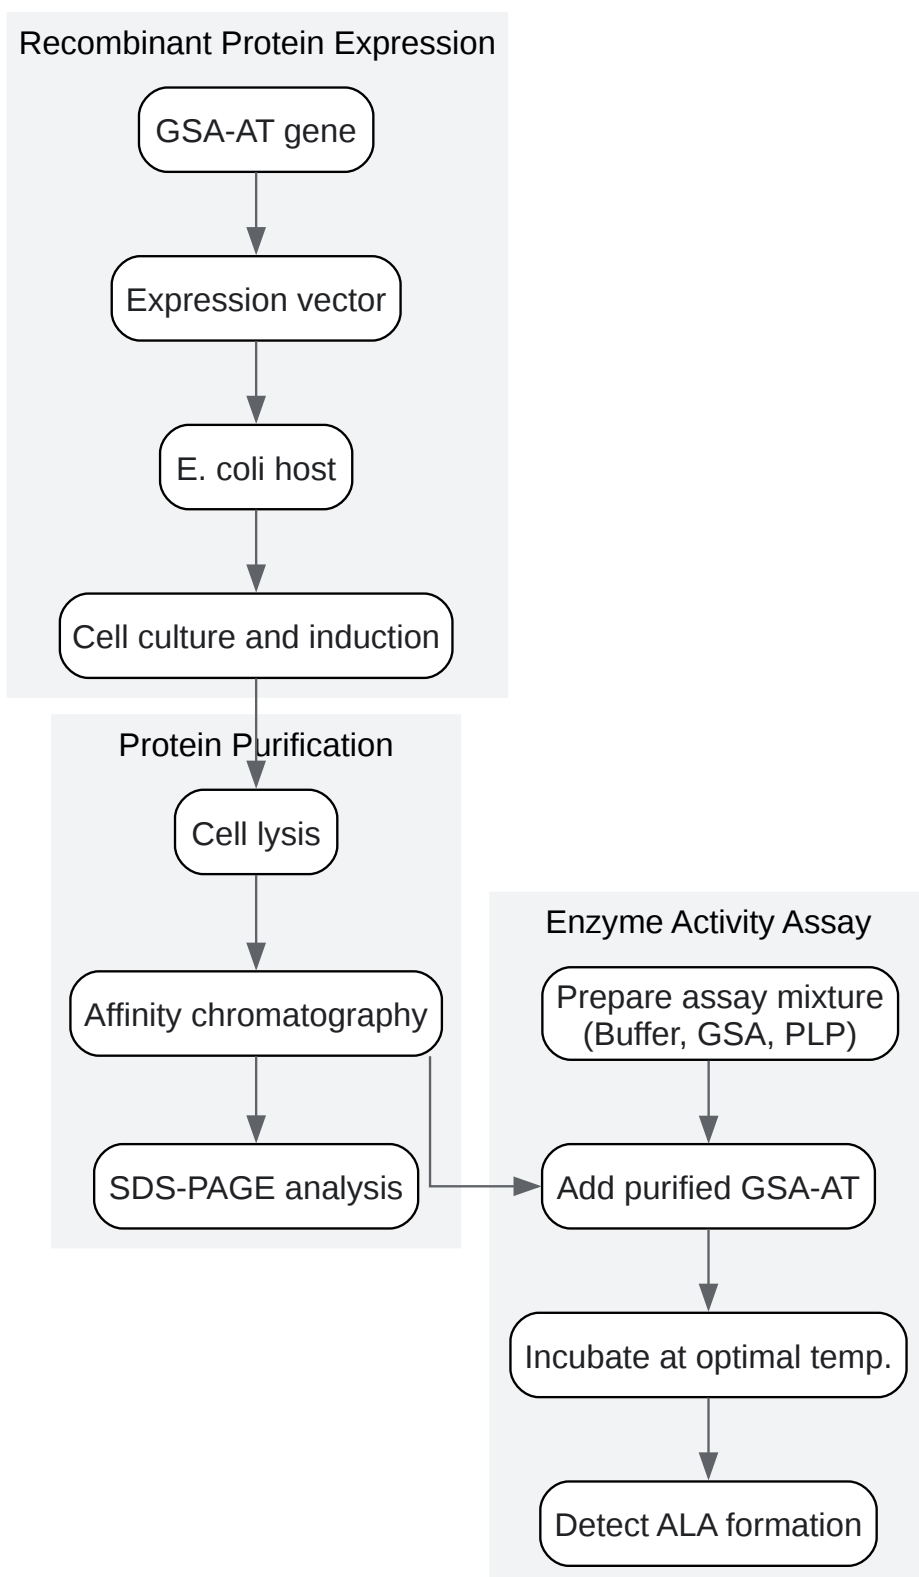 Recombinant Protein Expression
GSA-AT gene
Expression vector
E. coli host
Cell culture and induction
Protein Purification
Cell lysis
Affinity chromatography
SDS-PAGE analysis
Enzyme Activity Assay
Prepare assay mixture
(Buffer, GSA, PLP)
Add purified GSA-AT
Incubate at optimal temp.
Detect ALA formation